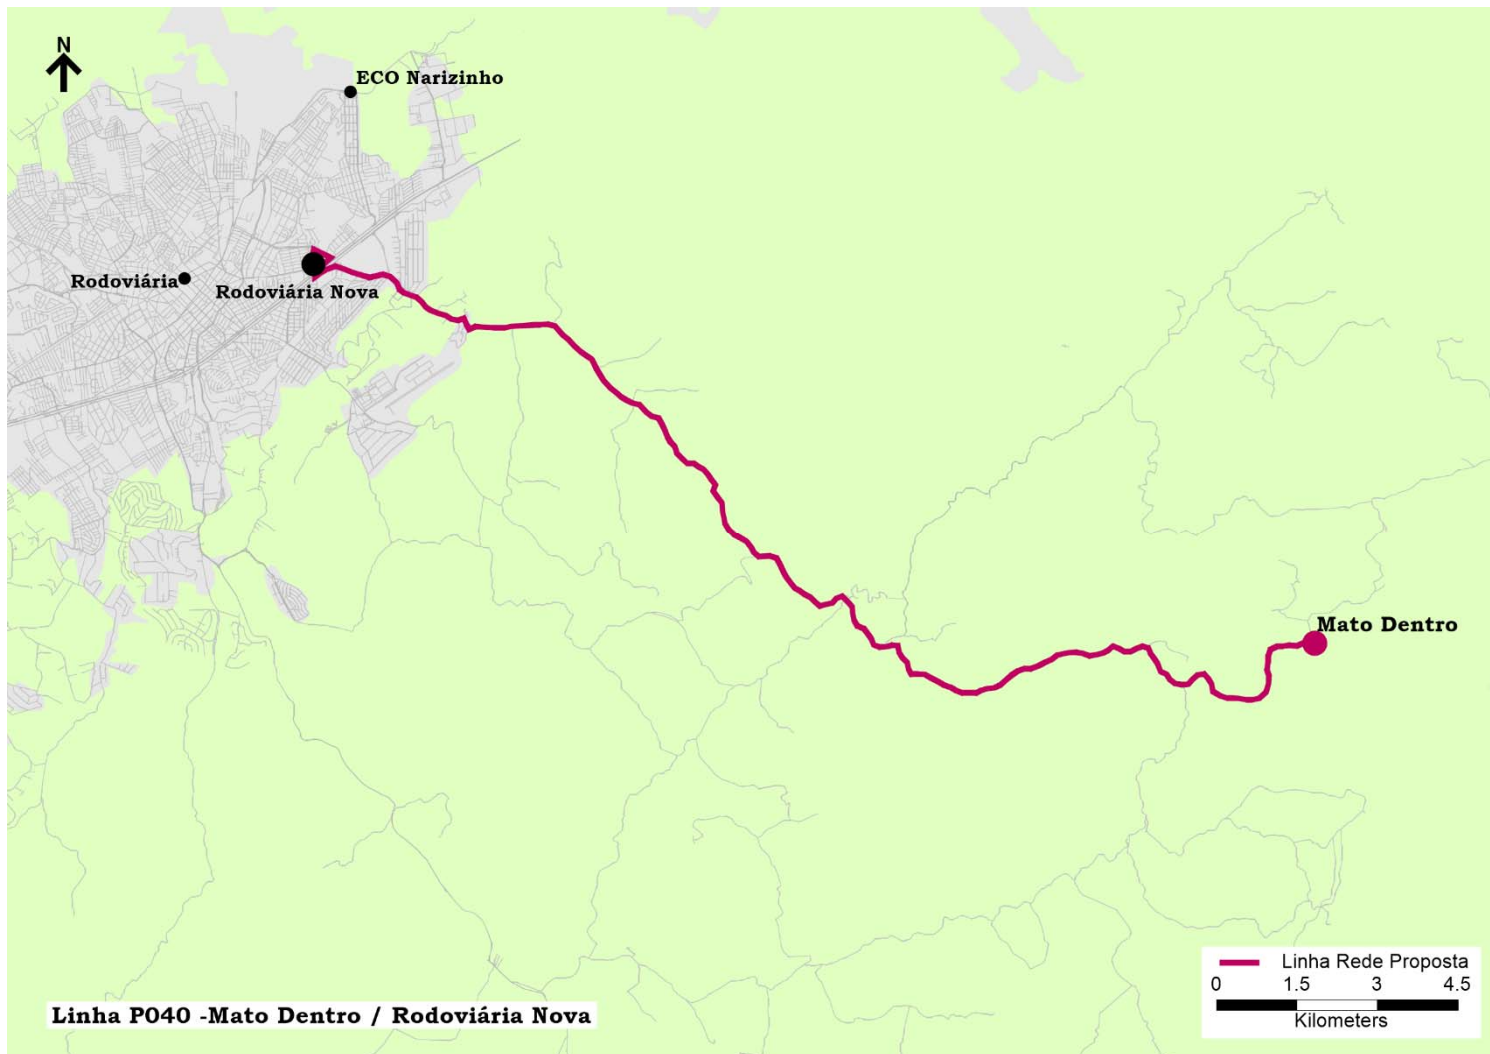 N
ECO Narizinho
Rodoviária
Rodoviária Nova
Mato Dentro
Linha Rede Proposta
0 1.5 3 4.5
Kilometers
Linha P040 -Mato Dentro / Rodoviária Nova